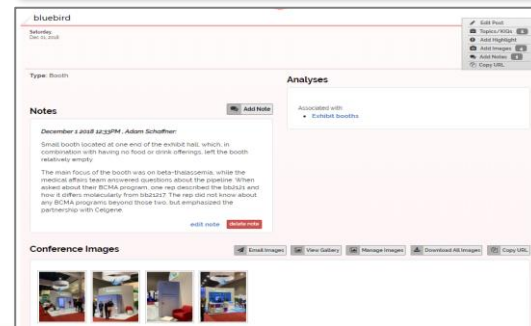 bluebird
Saturday,
Dec 01, 2018
Edit Post
Topics/KIQs
Add Highlight
Add Images
Add Notes
Copy URL
Type: Booth
Analyses
Notes
Add Note
Associated with
Exhibit booths
December 1 2018 12:33PM , Adam Schaffner:
Small booth located at one end of the exhibit hall, which, in
combination with having no food or drink offerings, left the booth
relatively empty
The main focus of the booth was on beta-thalassemia, while the
medical affairs team answered questions about the pipeline. When
asked about their BCMA program, one rep described the bb2121 and
how it differs molecularly from bb21217. The rep did not know about
any BCMA programs beyond those two, but emphasized the
partnership with Celgene
edit note
delete note
Conference Images
Email Images
View Gallery
Manage Images
Download All Images
Copy URL